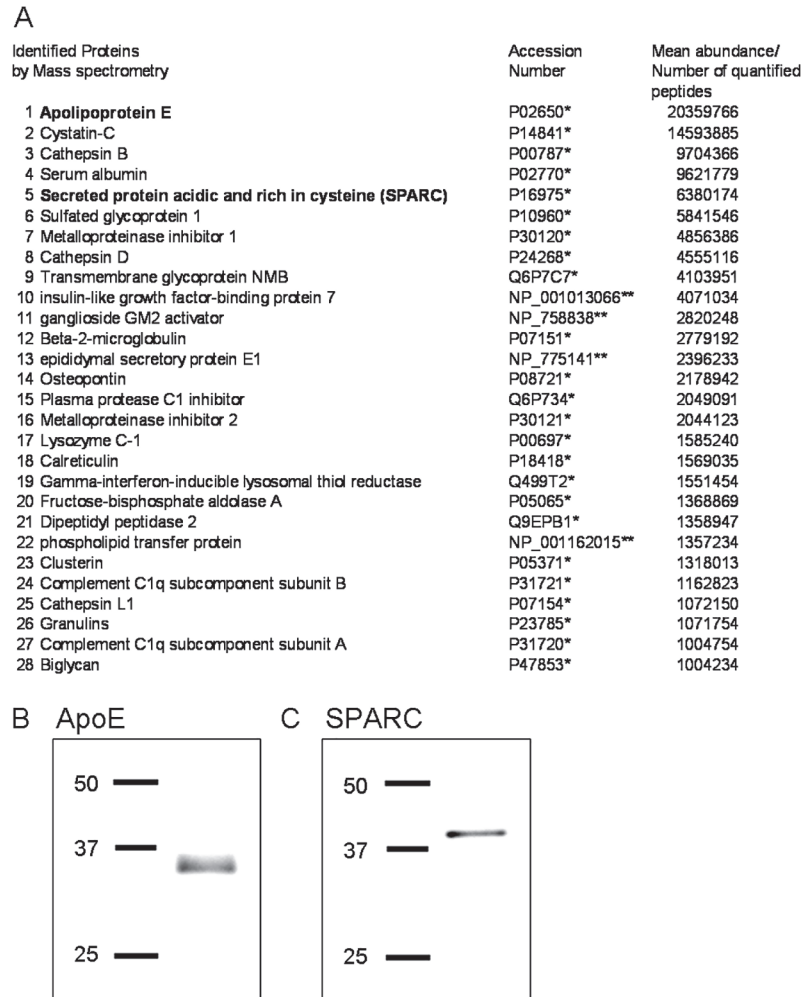 A
Identified Proteins by Mass spectrometry Accession Number Mean abundance/ Number of quantified peptides
1 Apolipoprotein E P02650* 20359766
2 Cystatin-C P14841* 14593885
3 Cathepsin B P00787* 9704366
4 Serum albumin P02770* 9621779
5 Secreted protein acidic and rich in cysteine (SPARC) P16975* 6380174
6 Sulfated glycoprotein 1 P10960* 5841546
7 Metalloproteinase inhibitor 1 P30120* 4856386
8 Cathepsin D P24268* 4555116
9 Transmembrane glycoprotein NMB Q6P7C7* 4103951
10 insulin-like growth factor-binding protein 7 NP_001013066** 4071034
11 ganglioside GM2 activator NP_758838** 2820248
12 Beta-2-microglobulin P07151* 2779192
13 epididymal secretory protein E1 NP_775141** 2396233
14 Osteopontin P08721* 2178942
15 Plasma protease C1 inhibitor Q6P734* 2049091
16 Metalloproteinase inhibitor 2 P30121* 2044123
17 Lysozyme C-1 P00697* 1585240
18 Calreticulin P18418* 1569035
19 Gamma-interferon-inducible lysosomal thiol reductase Q499T2* 1551454
20 Fructose-bisphosphate aldolase A P05065* 1368869
21 Dipeptidyl peptidase 2 Q9EPB1* 1358947
22 phospholipid transfer protein NP_001162015** 1357234
23 Clusterin P05371* 1318013
24 Complement C1q subcomponent subunit B P31721* 1162823
25 Cathepsin L1 P07154* 1072150
26 Granulins P23785* 1071754
27 Complement C1q subcomponent subunit A P31720* 1004754
28 Biglycan P47853* 1004234
B ApoE
50
37
25
C SPARC
50
37
25